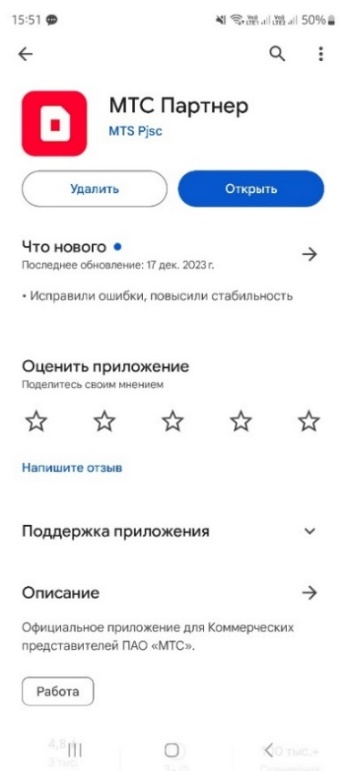 15:51 50%
МТС Партнер
MTS Pjsc
Удалить Открыть
Что нового
Последнее обновление: 17 дек. 2023 г.
• Исправили ошибки, повысили стабильность
Оценить приложение
Поделитесь своим мнением
Напишите отзыв
Поддержка приложения
Описание
Официальное приложение для Коммерческих
представителей ПАО «МТС».
Работа